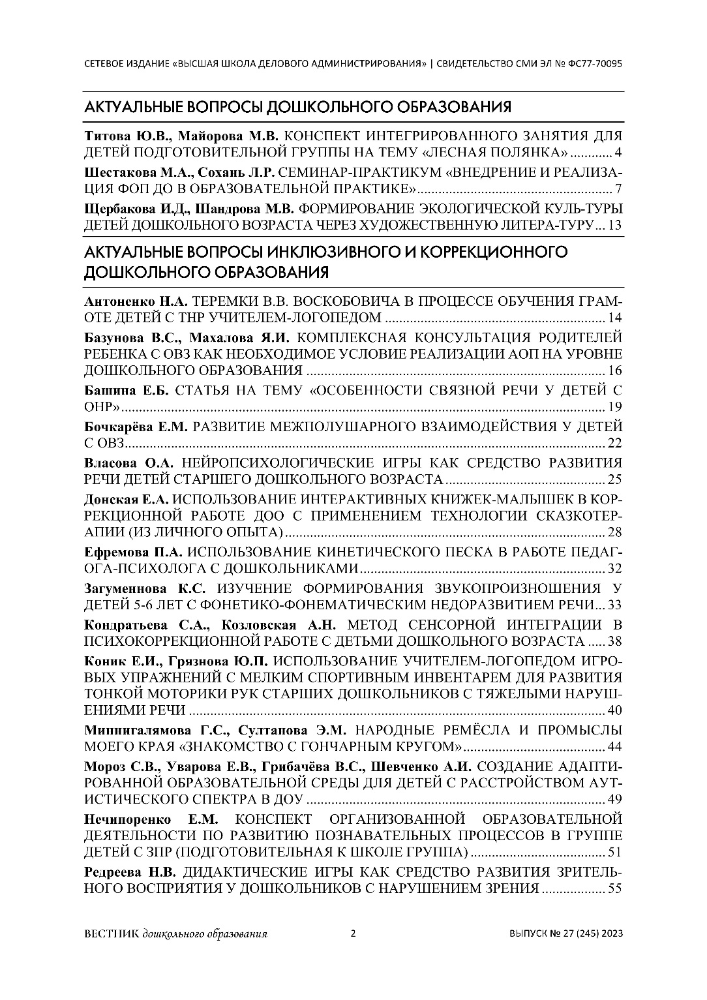 СЕТЕВОЕ ИЗДАНИЕ «ВЫСШАЯ ШКОЛА ДЕЛОВОГО АДМИНИСТРИРОВАНИЯ» | СВИДЕТЕЛЬСТВО СМИ ЭЛ № ФС77-70095
АКТУАЛЬНЫЕ ВОПРОСЫ ДОШКОЛЬНОГО ОБРАЗОВАНИЯ
Титова Ю.В., Майорова М.В. КОНСПЕКТ ИНТЕГРИРОВАННОГО ЗАНЯТИЯ ДЛЯ
ДЕТЕЙ ПОДГОТОВИТЕЛЬНОЙ ГРУППЫ НА ТЕМУ «ЛЕСНАЯ ПОЛЯНКА» ............ 4
Шестакова М.А., Сохань Л.Р. СЕМИНАР-ПРАКТИКУМ «ВНЕДРЕНИЕ И РЕАЛИЗА-
ЦИЯ ФОП ДО В ОБРАЗОВАТЕЛЬНОЙ ПРАКТИКЕ»....................................................... 7
Щербакова И.Д., Шандрова М.В. ФОРМИРОВАНИЕ ЭКОЛОГИЧЕСКОЙ КУЛЬ-ТУРЫ
ДЕТЕЙ ДОШКОЛЬНОГО ВОЗРАСТА ЧЕРЕЗ ХУДОЖЕСТВЕННУЮ ЛИТЕРА-ТУРУ... 13
АКТУАЛЬНЫЕ ВОПРОСЫ ИНКЛЮЗИВНОГО И КОРРЕКЦИОННОГО
ДОШКОЛЬНОГО ОБРАЗОВАНИЯ
Антоненко Н.А. ТЕРЕМКИ В.В. ВОСКОБОВИЧА В ПРОЦЕССЕ ОБУЧЕНИЯ ГРАМ-
ОТЕ ДЕТЕЙ С ТНР УЧИТЕЛЕМ-ЛОГОПЕДОМ .............................................................. 14
Базунова В.С., Махалова Я.И. КОМПЛЕКСНАЯ КОНСУЛЬТАЦИЯ РОДИТЕЛЕЙ
РЕБЕНКА С ОВЗ КАК НЕОБХОДИМОЕ УСЛОВИЕ РЕАЛИЗАЦИИ АОП НА УРОВНЕ
ДОШКОЛЬНОГО ОБРАЗОВАНИЯ .................................................................................... 16
Башина Е.Б. СТАТЬЯ НА ТЕМУ «ОСОБЕННОСТИ СВЯЗНОЙ РЕЧИ У ДЕТЕЙ С
ОНР»........................................................................................................................................ 19
Бочкарёва Е.М. РАЗВИТИЕ МЕЖПОЛУШАРНОГО ВЗАИМОДЕЙСТВИЯ У ДЕТЕЙ
С ОВЗ....................................................................................................................................... 22
Власова О.А. НЕЙРОПСИХОЛОГИЧЕСКИЕ ИГРЫ КАК СРЕДСТВО РАЗВИТИЯ
РЕЧИ ДЕТЕЙ СТАРШЕГО ДОШКОЛЬНОГО ВОЗРАСТА ............................................. 25
Донская Е.А. ИСПОЛЬЗОВАНИЕ ИНТЕРАКТИВНЫХ КНИЖЕК-МАЛЫШЕК В КОР-
РЕКЦИОННОЙ РАБОТЕ ДОО С ПРИМЕНЕНИЕМ ТЕХНОЛОГИИ СКАЗКОТЕР-
АПИИ (ИЗ ЛИЧНОГО ОПЫТА) .......................................................................................... 28
Ефремова П.А. ИСПОЛЬЗОВАНИЕ КИНЕТИЧЕСКОГО ПЕСКА В РАБОТЕ ПЕДАГ-
ОГА-ПСИХОЛОГА С ДОШКОЛЬНИКАМИ..................................................................... 32
Загуменнова К.С. ИЗУЧЕНИЕ ФОРМИРОВАНИЯ ЗВУКОПРОИЗНОШЕНИЯ У
ДЕТЕЙ 5-6 ЛЕТ С ФОНЕТИКО-ФОНЕМАТИЧЕСКИМ НЕДОРАЗВИТИЕМ РЕЧИ... 33
Кондратьева С.А., Козловская А.Н. МЕТОД СЕНСОРНОЙ ИНТЕГРАЦИИ В
ПСИХОКОРРЕКЦИОННОЙ РАБОТЕ С ДЕТЬМИ ДОШКОЛЬНОГО ВОЗРАСТА ..... 38
Коник Е.И., Грязнова Ю.П. ИСПОЛЬЗОВАНИЕ УЧИТЕЛЕМ-ЛОГОПЕДОМ ИГРО-
ВЫХ УПРАЖНЕНИЙ С МЕЛКИМ СПОРТИВНЫМ ИНВЕНТАРЕМ ДЛЯ РАЗВИТИЯ
ТОНКОЙ МОТОРИКИ РУК СТАРШИХ ДОШКОЛЬНИКОВ С ТЯЖЕЛЫМИ НАРУШ-
ЕНИЯМИ РЕЧИ ..................................................................................................................... 40
Миннигалямова Г.С., Султанова Э.М. НАРОДНЫЕ РЕМЁСЛА И ПРОМЫСЛЫ
МОЕГО КРАЯ «ЗНАКОМСТВО С ГОНЧАРНЫМ КРУГОМ»........................................ 44
Мороз С.В., Уварова Е.В., Грибачёва В.С., Шевченко А.И. СОЗДАНИЕ АДАПТИ-
РОВАННОЙ ОБРАЗОВАТЕЛЬНОЙ СРЕДЫ ДЛЯ ДЕТЕЙ С РАССТРОЙСТВОМ АУТ-
ИСТИЧЕСКОГО СПЕКТРА В ДОУ .................................................................................... 49
Нечипоренко Е.М. КОНСПЕКТ ОРГАНИЗОВАННОЙ ОБРАЗОВАТЕЛЬНОЙ
ДЕЯТЕЛЬНОСТИ ПО РАЗВИТИЮ ПОЗНАВАТЕЛЬНЫХ ПРОЦЕССОВ В ГРУППЕ
ДЕТЕЙ С ЗПР (ПОДГОТОВИТЕЛЬНАЯ К ШКОЛЕ ГРУППА) ...................................... 51
Редреева Н.В. ДИДАКТИЧЕСКИЕ ИГРЫ КАК СРЕДСТВО РАЗВИТИЯ ЗРИТЕЛЬ-
НОГО ВОСПРИЯТИЯ У ДОШКОЛЬНИКОВ С НАРУШЕНИЕМ ЗРЕНИЯ .................. 55
ВЕСТНИК дошкольного образования 2 ВЫПУСК № 27 (245) 2023